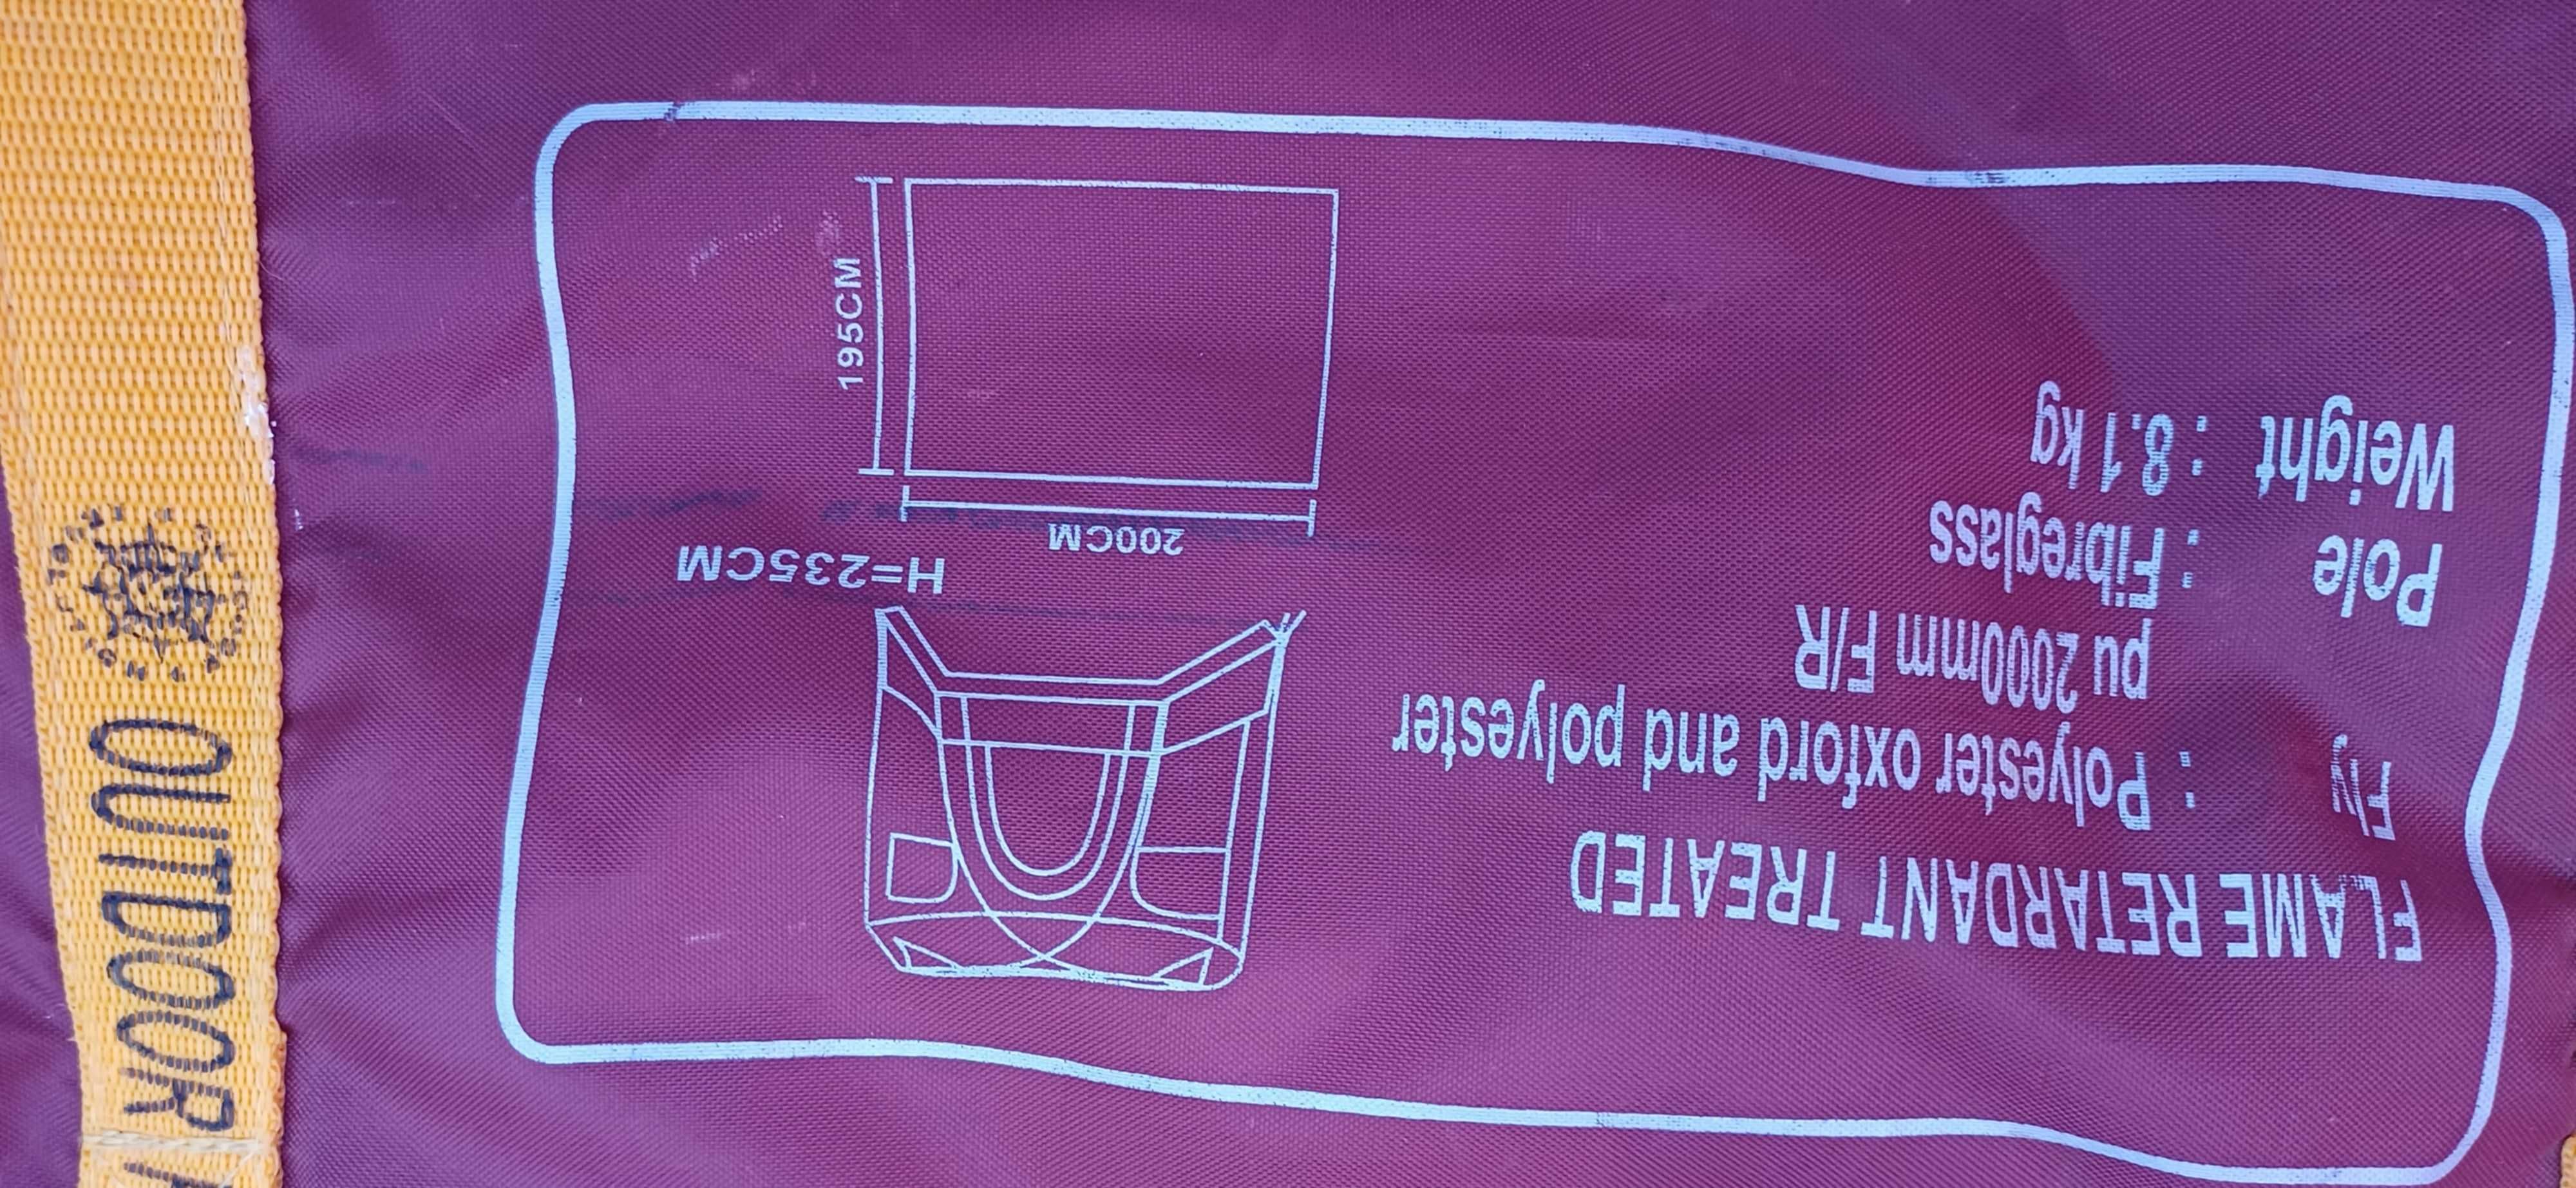 FLAME RETARDANT TREATED
Fly : Polyester oxford and polyester
pu 2000mm F/R
Pole : Fibreglass
Weight : 8.1 kg
H=235CM
200CM
195CM
OUTDOOR